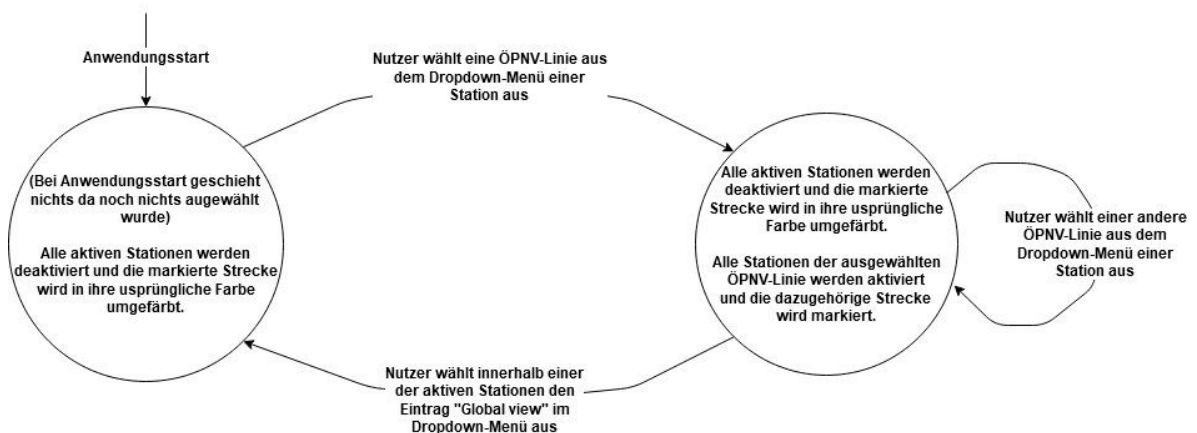 Anwendungsstart
Nutzer wählt eine ÖPNV-Linie aus
dem Dropdown-Menü einer
Station aus
(Bei Anwendungsstart geschieht
nichts da noch nichts augewählt
wurde)
Alle aktiven Stationen werden
deaktiviert und die markierte Strecke
wird in ihre usprüngliche Farbe
umgefärbt.
Alle aktiven Stationen werden
deaktiviert und die markierte
Strecke wird in ihre usprüngliche
Farbe umgefärbt.
Alle Stationen der ausgewählten
ÖPNV-Linie werden aktiviert
und die dazugehörige Strecke
wird markiert.
Nutzer wählt einer andere
ÖPNV-Linie aus dem
Dropdown-Menü einer
Station aus
Nutzer wählt innerhalb einer
der aktiven Stationen den
Eintrag "Global view" im
Dropdown-Menü aus